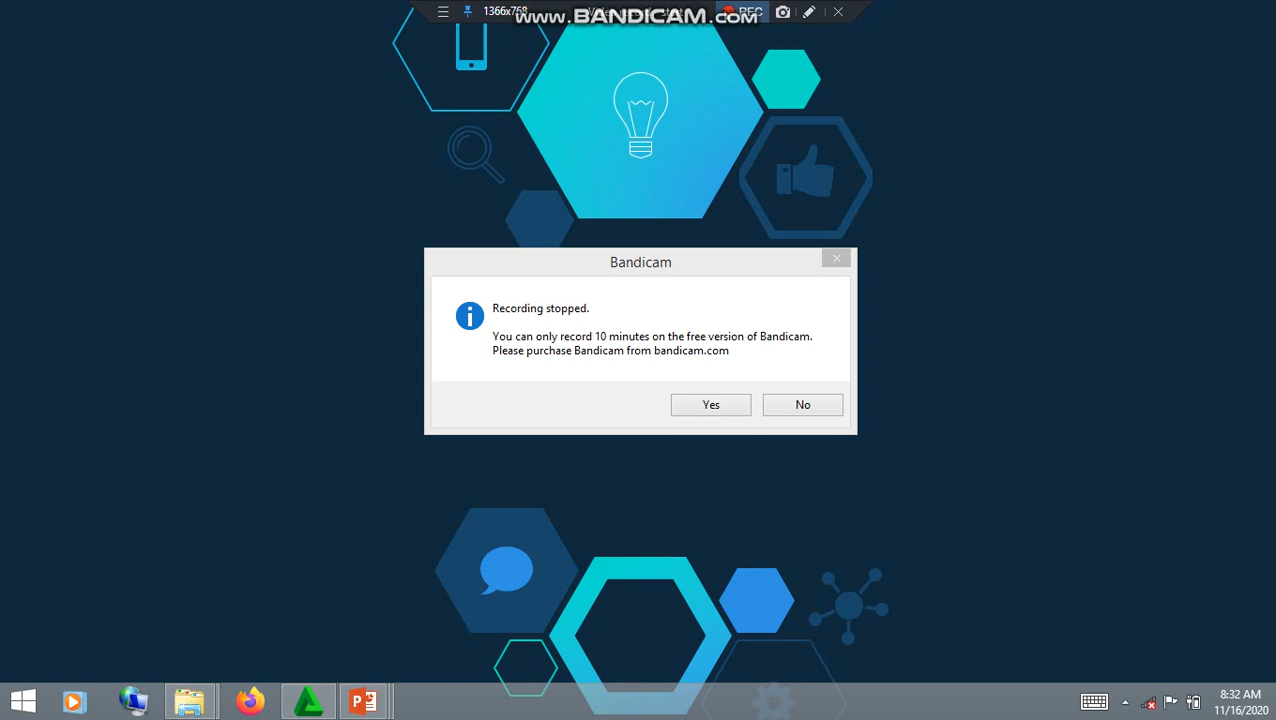 1366x768
www.BANDICAM.com
REC
Bandicam
Recording stopped.
You can only record 10 minutes on the free version of Bandicam.
Please purchase Bandicam from bandicam.com
Yes
No
8:32 AM
11/16/2020